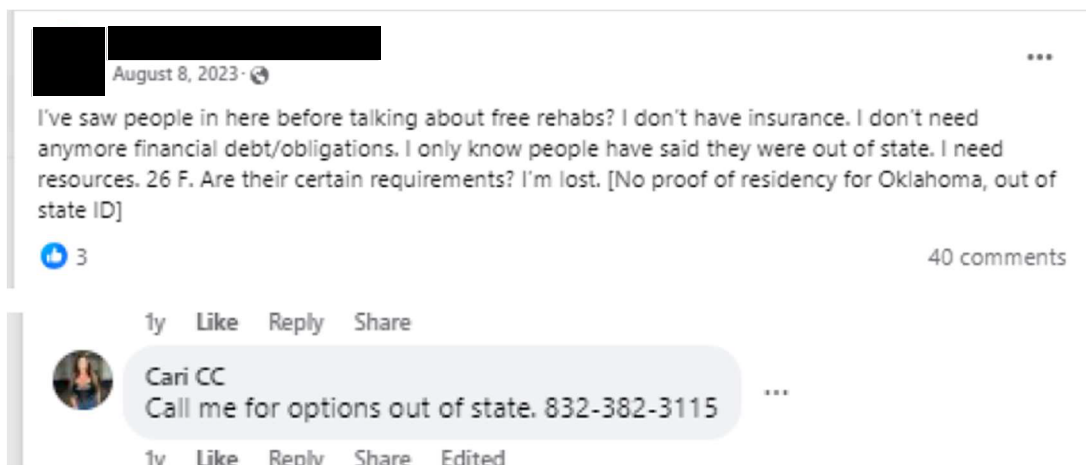 August 8, 2023 ·
I've saw people in here before talking about free rehabs? I don't have insurance. I don't need
anymore financial debt/obligations. I only know people have said they were out of state. I need
resources. 26 F. Are their certain requirements? I'm lost. [No proof of residency for Oklahoma, out of
state ID]
3
40 comments
1y Like Reply Share
Cari CC
Call me for options out of state. 832-382-3115
1y Like Reply Share Edited